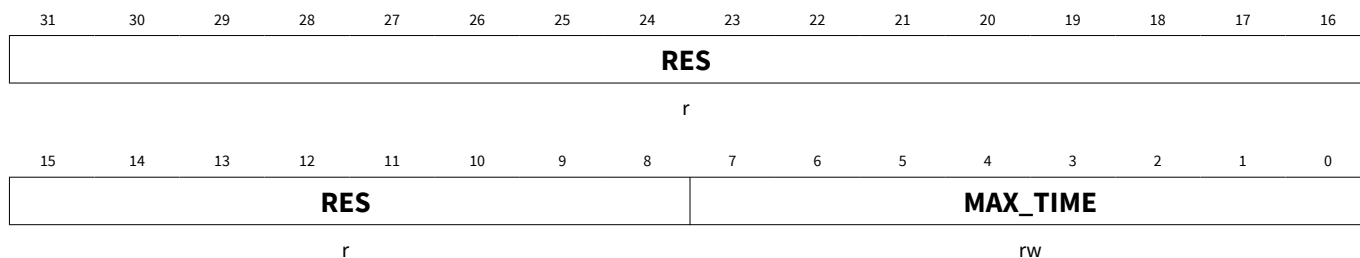 31 30 29 28 27 26 25 24 23 22 21 20 19 18 17 16
RES
r
15 14 13 12 11 10 9 8 7 6 5 4 3 2 1 0
RES MAX_TIME
r rw